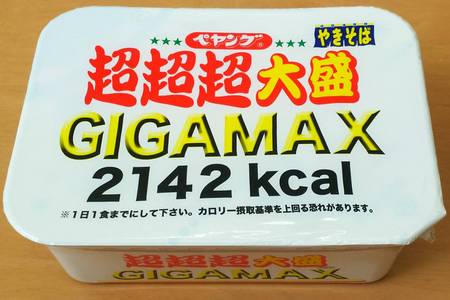 ペヤング®
やきそば
超超超大盛
GIGAMAX
2142 kcal
※1日1食までにして下さい。カロリー摂取基準を上回る恐れがあります。
超超超大盛
GIGAMAX